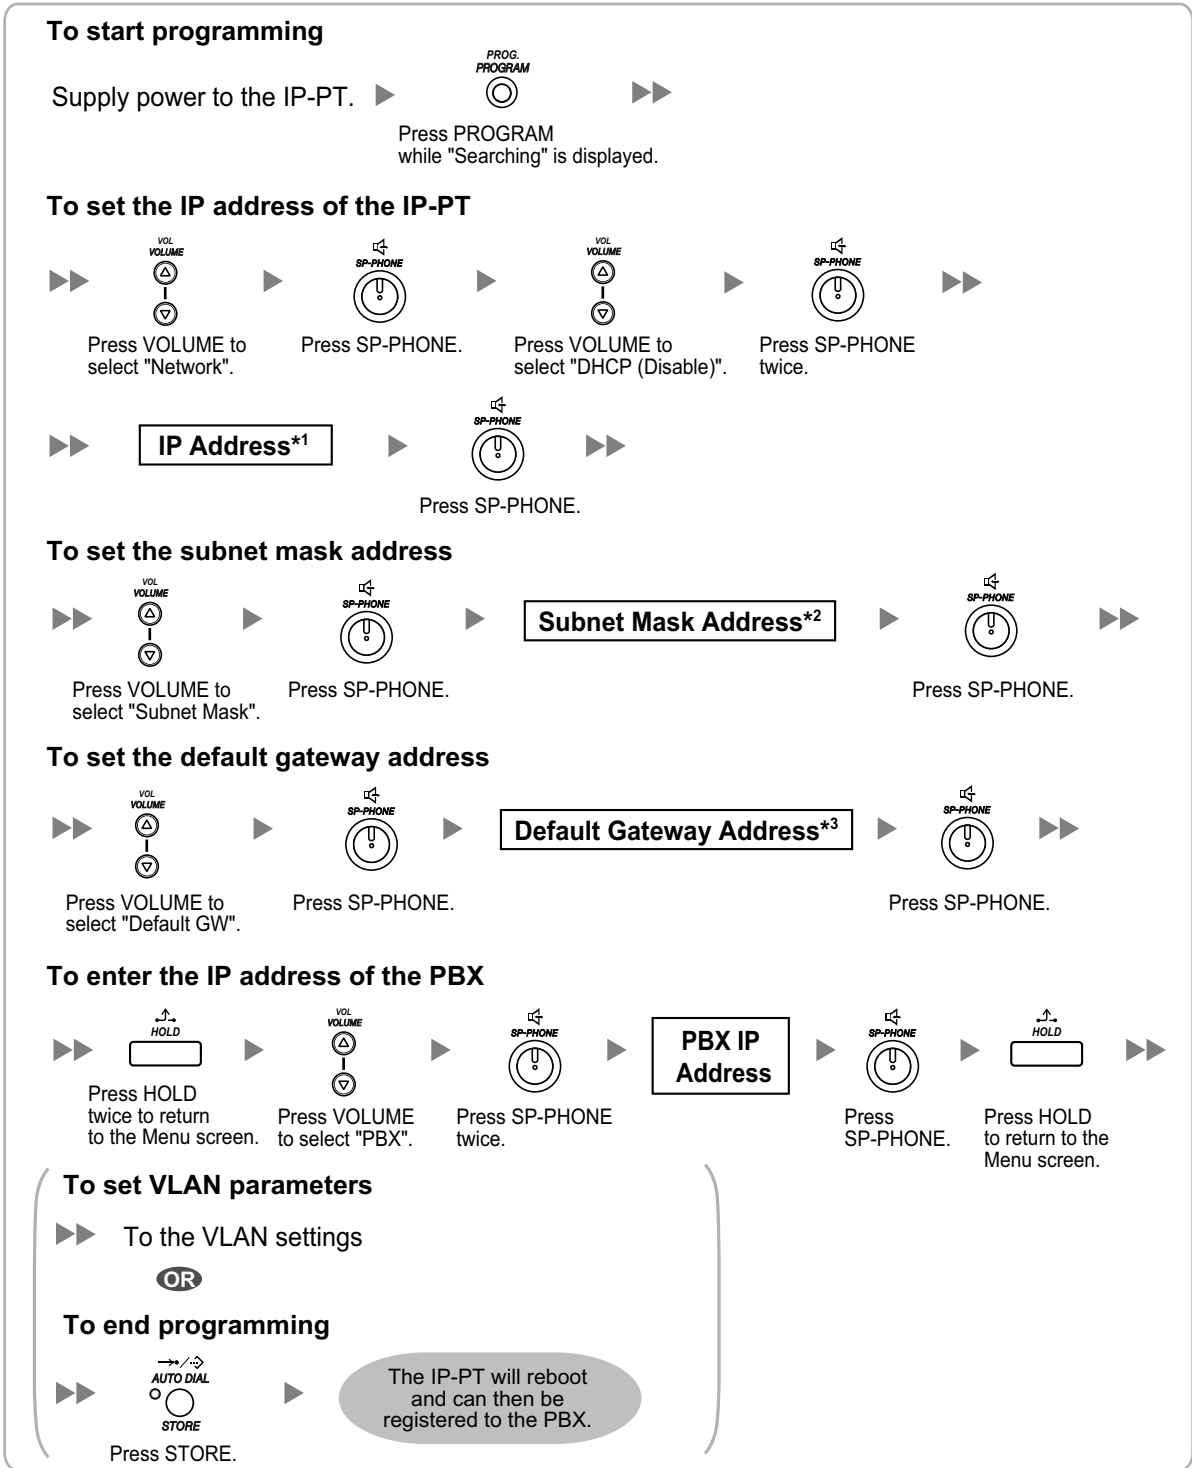 To start programming
Supply power to the IP-PT.
PROG.
PROGRAM
Press PROGRAM
while "Searching" is displayed.
To set the IP address of the IP-PT
VOL
VOLUME
Press VOLUME to
select "Network".
SP-PHONE
Press SP-PHONE.
VOL
VOLUME
Press VOLUME to
select "DHCP (Disable)".
SP-PHONE
Press SP-PHONE
twice.
IP Address*1
SP-PHONE
Press SP-PHONE.
To set the subnet mask address
VOL
VOLUME
Press VOLUME to
select "Subnet Mask".
SP-PHONE
Press SP-PHONE.
Subnet Mask Address*2
SP-PHONE
Press SP-PHONE.
To set the default gateway address
VOL
VOLUME
Press VOLUME to
select "Default GW".
SP-PHONE
Press SP-PHONE.
Default Gateway Address*3
SP-PHONE
Press SP-PHONE.
To enter the IP address of the PBX
HOLD
Press HOLD
twice to return
to the Menu screen.
VOL
VOLUME
Press VOLUME
to select "PBX".
SP-PHONE
Press SP-PHONE
twice.
PBX IP
Address
SP-PHONE
Press
SP-PHONE.
HOLD
Press HOLD
to return to the
Menu screen.
To set VLAN parameters
To the VLAN settings
OR
To end programming
AUTO DIAL
STORE
Press STORE.
The IP-PT will reboot
and can then be
registered to the PBX.